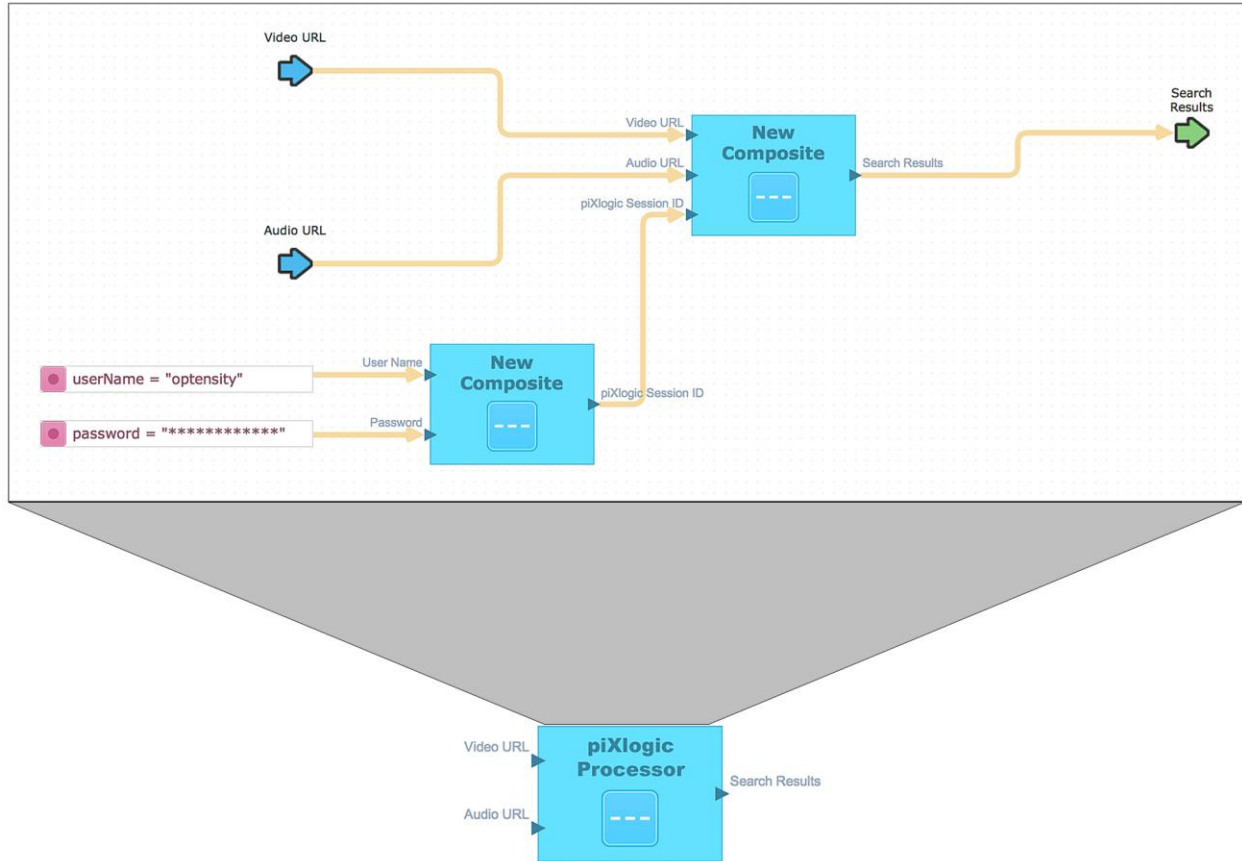 Video URL
Search
Results
Video URL
New
Composite
Audio URL
Search Results
piXlogic Session ID
Audio URL
User Name
New
Composite
userName = "optensity"
piXlogic Session ID
Password
password = "************"
Video URL
piXlogic
Processor
Search Results
Audio URL